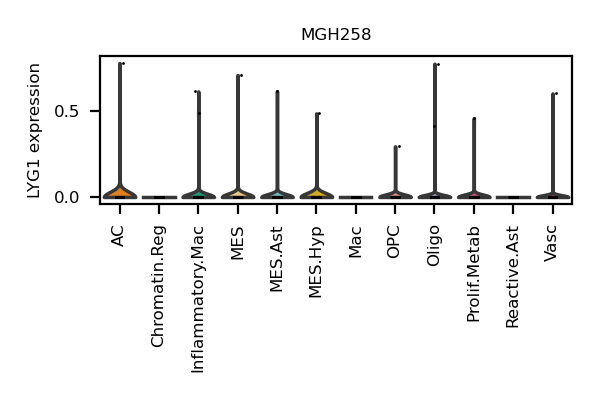 MGH258
LYG1 expression
0.5
0.0
AC
Chromatin.Reg
Inflammatory.Mac
MES
MES.Ast
MES.Hyp
Mac
OPC
Oligo
Prolif.Metab
Reactive.Ast
Vasc